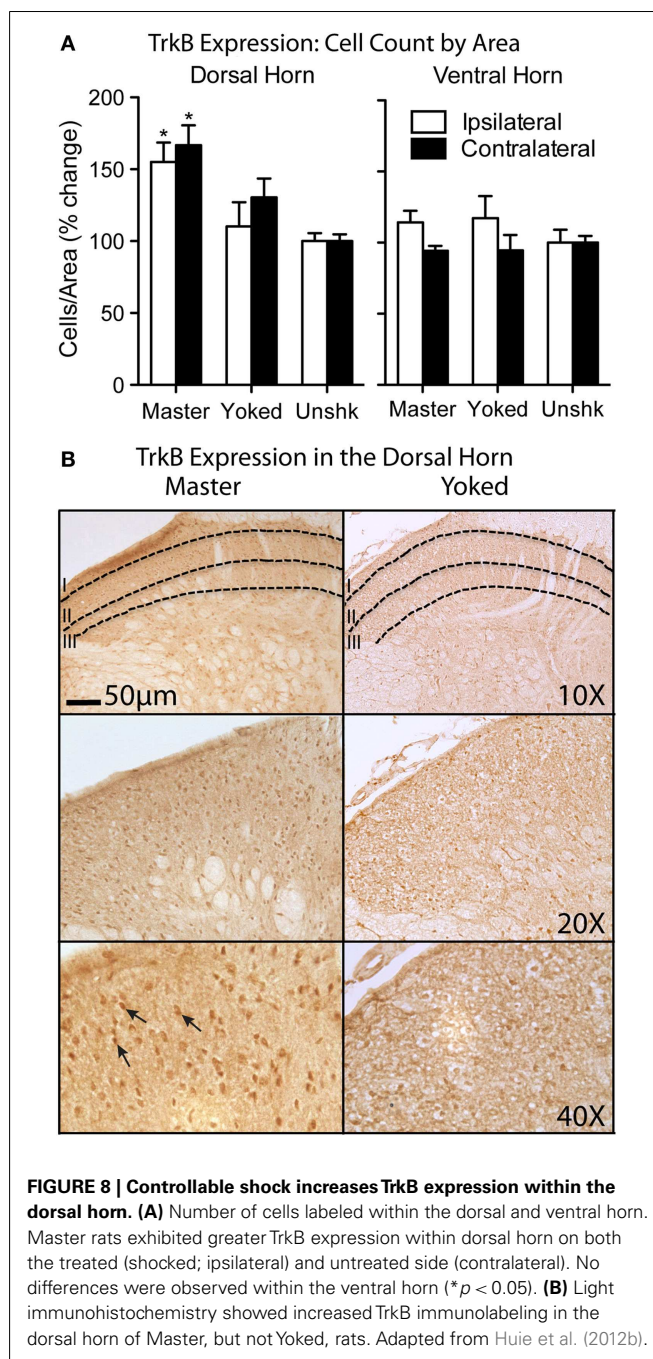 A TrkB Expression: Cell Count by Area
Dorsal Horn Ventral Horn
Cells/Area (% change)
200
150
100
50
0
* *
Ipsilateral
Contralateral
Master Yoked Unshk Master Yoked Unshk
B TrkB Expression in the Dorsal Horn
Master Yoked
I
II
III
50μm
I
II
III
10X
20X
40X
FIGURE 8 | Controllable shock increases TrkB expression within the
dorsal horn. (A) Number of cells labeled within the dorsal and ventral horn.
Master rats exhibited greater TrkB expression within dorsal horn on both
the treated (shocked; ipsilateral) and untreated side (contralateral). No
differences were observed within the ventral horn (*p < 0.05). (B) Light
immunohistochemistry showed increased TrkB immunolabeling in the
dorsal horn of Master, but not Yoked, rats. Adapted from Huie et al. (2012b).